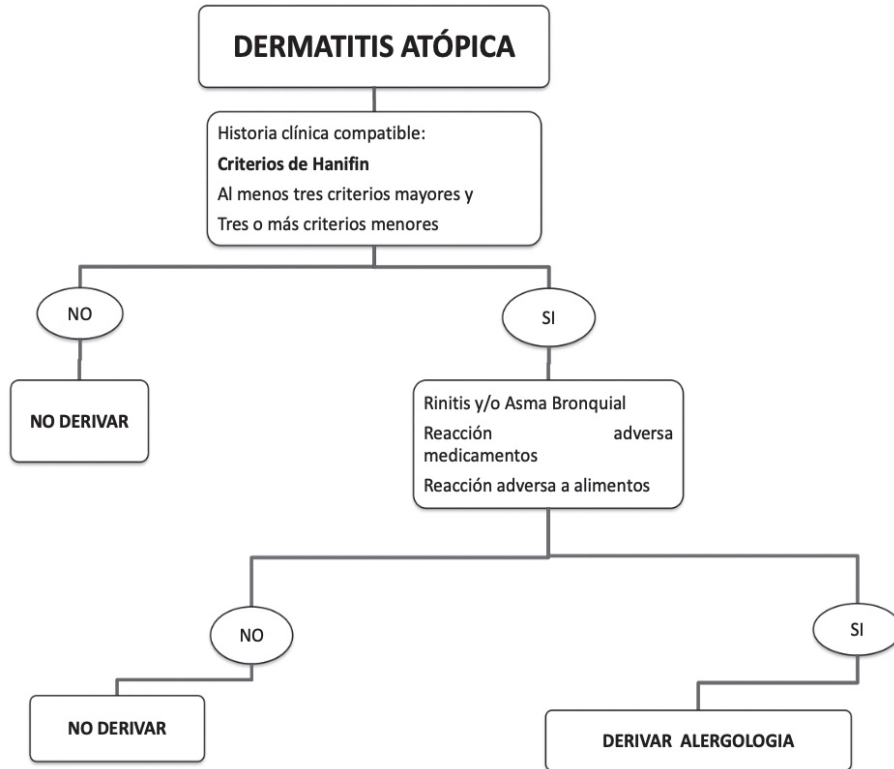 DERMATITIS ATÓPICA
Historia clínica compatible:
Criterios de Hanifin
Al menos tres criterios mayores y
Tres o más criterios menores
NO
SI
NO DERIVAR
Rinitis y/o Asma Bronquial
Reacción adversa
medicamentos
Reacción adversa a alimentos
NO
SI
NO DERIVAR
DERIVAR ALERGOLOGIA